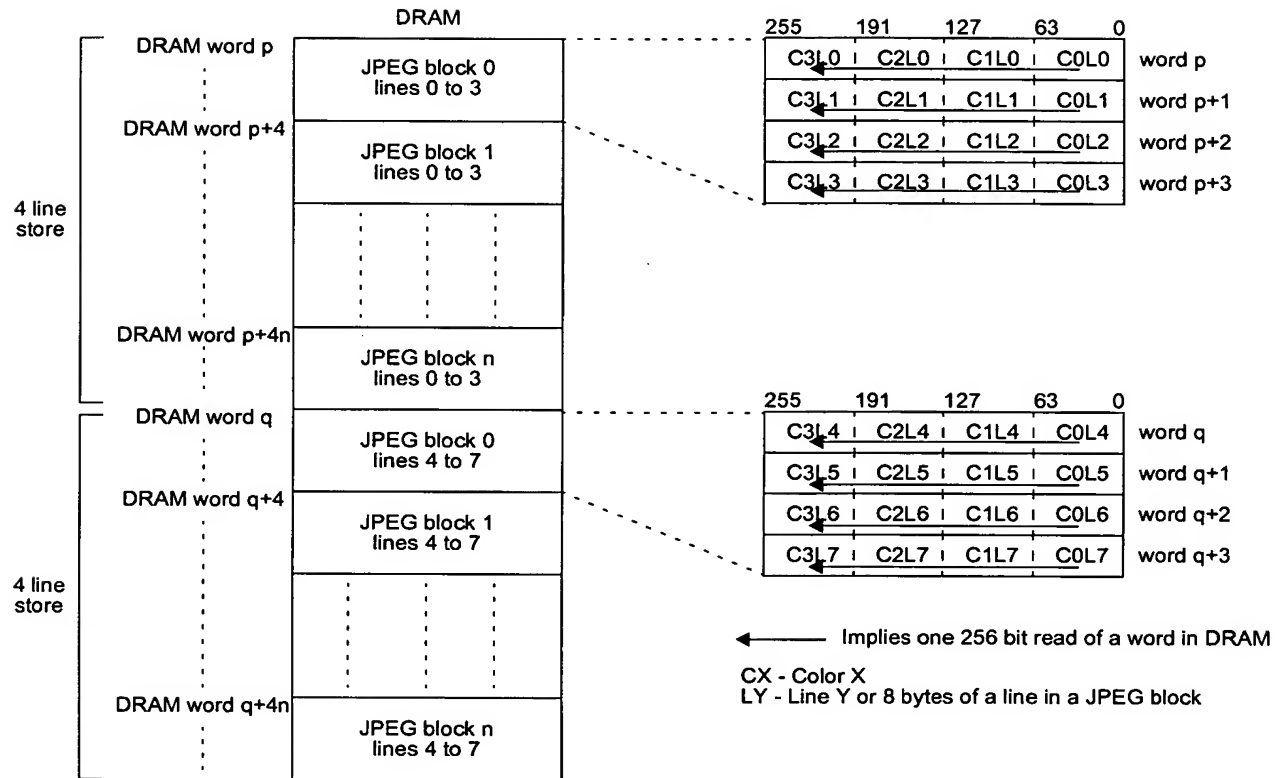 DRAM
DRAM word p
JPEG block 0
lines 0 to 3
DRAM word p+4
JPEG block 1
lines 0 to 3
4 line
store
DRAM word p+4n
JPEG block n
lines 0 to 3
DRAM word q
JPEG block 0
lines 4 to 7
DRAM word q+4
JPEG block 1
lines 4 to 7
4 line
store
DRAM word q+4n
JPEG block n
lines 4 to 7
255 191 127 63 0
C3L0 C2L0 C1L0 C0L0 word p
C3L1 C2L1 C1L1 C0L1 word p+1
C3L2 C2L2 C1L2 C0L2 word p+2
C3L3 C2L3 C1L3 C0L3 word p+3
255 191 127 63 0
C3L4 C2L4 C1L4 C0L4 word q
C3L5 C2L5 C1L5 C0L5 word q+1
C3L6 C2L6 C1L6 C0L6 word q+2
C3L7 C2L7 C1L7 C0L7 word q+3
Implies one 256 bit read of a word in DRAM
CX - Color X
LY - Line Y or 8 bytes of a line in a JPEG block